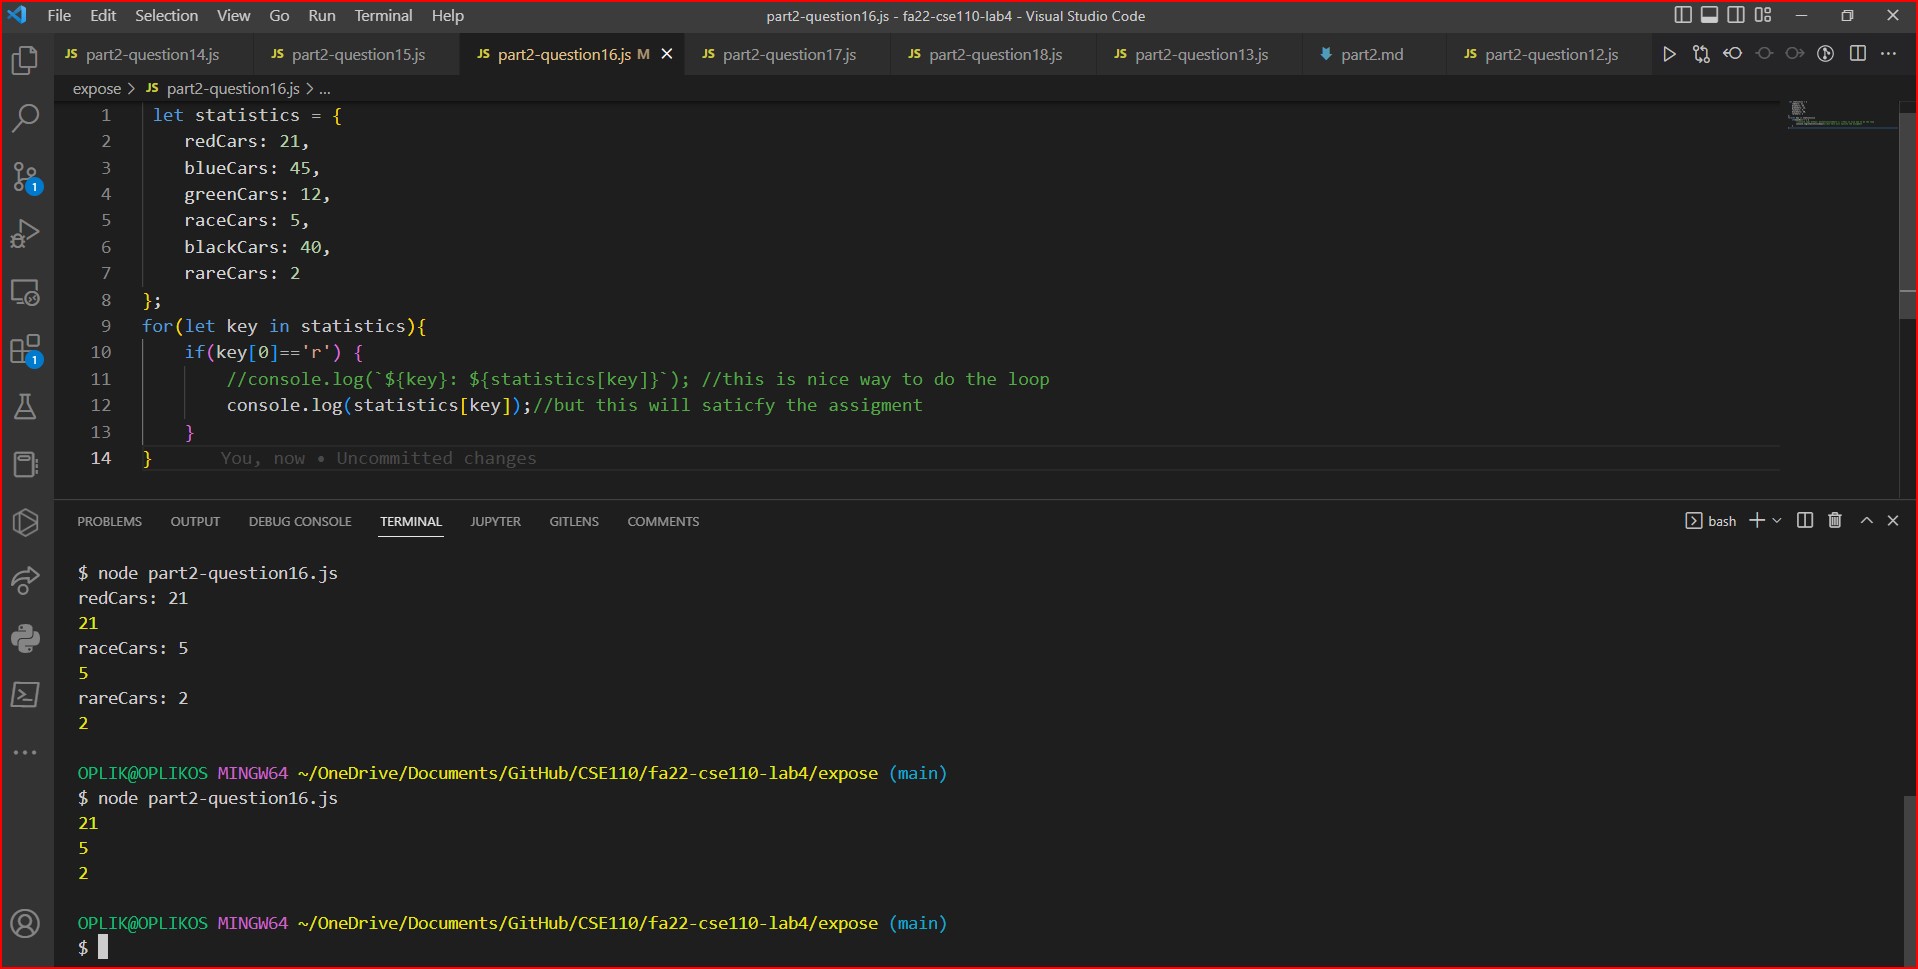 File Edit Selection View Go Run Terminal Help part2-question16.js - fa22-cse110-lab4 - Visual Studio Code
JS part2-question14.js JS part2-question15.js JS part2-question16.js M JS part2-question17.js JS part2-question18.js JS part2-question13.js part2.md JS part2-question12.js
expose > JS part2-question16.js > ...
1 let statistics = {
2 redCars: 21,
3 blueCars: 45,
4 greenCars: 12,
5 raceCars: 5,
6 blackCars: 40,
7 rareCars: 2
8 };
9 for(let key in statistics){
10 if(key[0]=='r') {
11 //console.log(`${key}: ${statistics[key]}`); //this is nice way to do the loop
12 console.log(statistics[key]);//but this will saticfy the assigment
13 }
14 } You, now • Uncommitted changes
1
1
PROBLEMS OUTPUT DEBUG CONSOLE TERMINAL JUPYTER GITLENS COMMENTS bash
$ node part2-question16.js
redCars: 21
21
raceCars: 5
5
rareCars: 2
2
OPLIK@OPLIKOS MINGW64 ~/OneDrive/Documents/GitHub/CSE110/fa22-cse110-lab4/expose (main)
$ node part2-question16.js
21
5
2
OPLIK@OPLIKOS MINGW64 ~/OneDrive/Documents/GitHub/CSE110/fa22-cse110-lab4/expose (main)
$